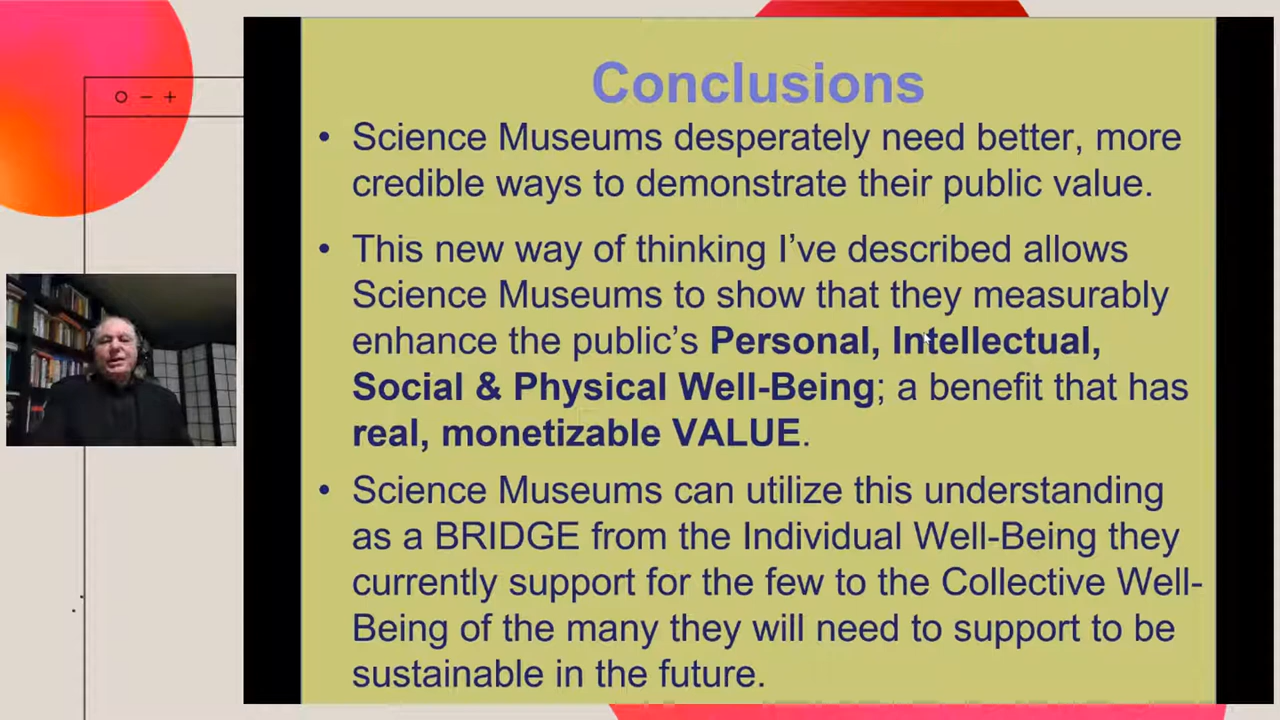 Conclusions
• Science Museums desperately need better, more
credible ways to demonstrate their public value.
• This new way of thinking I’ve described allows
Science Museums to show that they measurably
enhance the public’s Personal, Intellectual,
Social & Physical Well-Being; a benefit that has
real, monetizable VALUE.
• Science Museums can utilize this understanding
as a BRIDGE from the Individual Well-Being they
currently support for the few to the Collective Well-
Being of the many they will need to support to be
sustainable in the future.